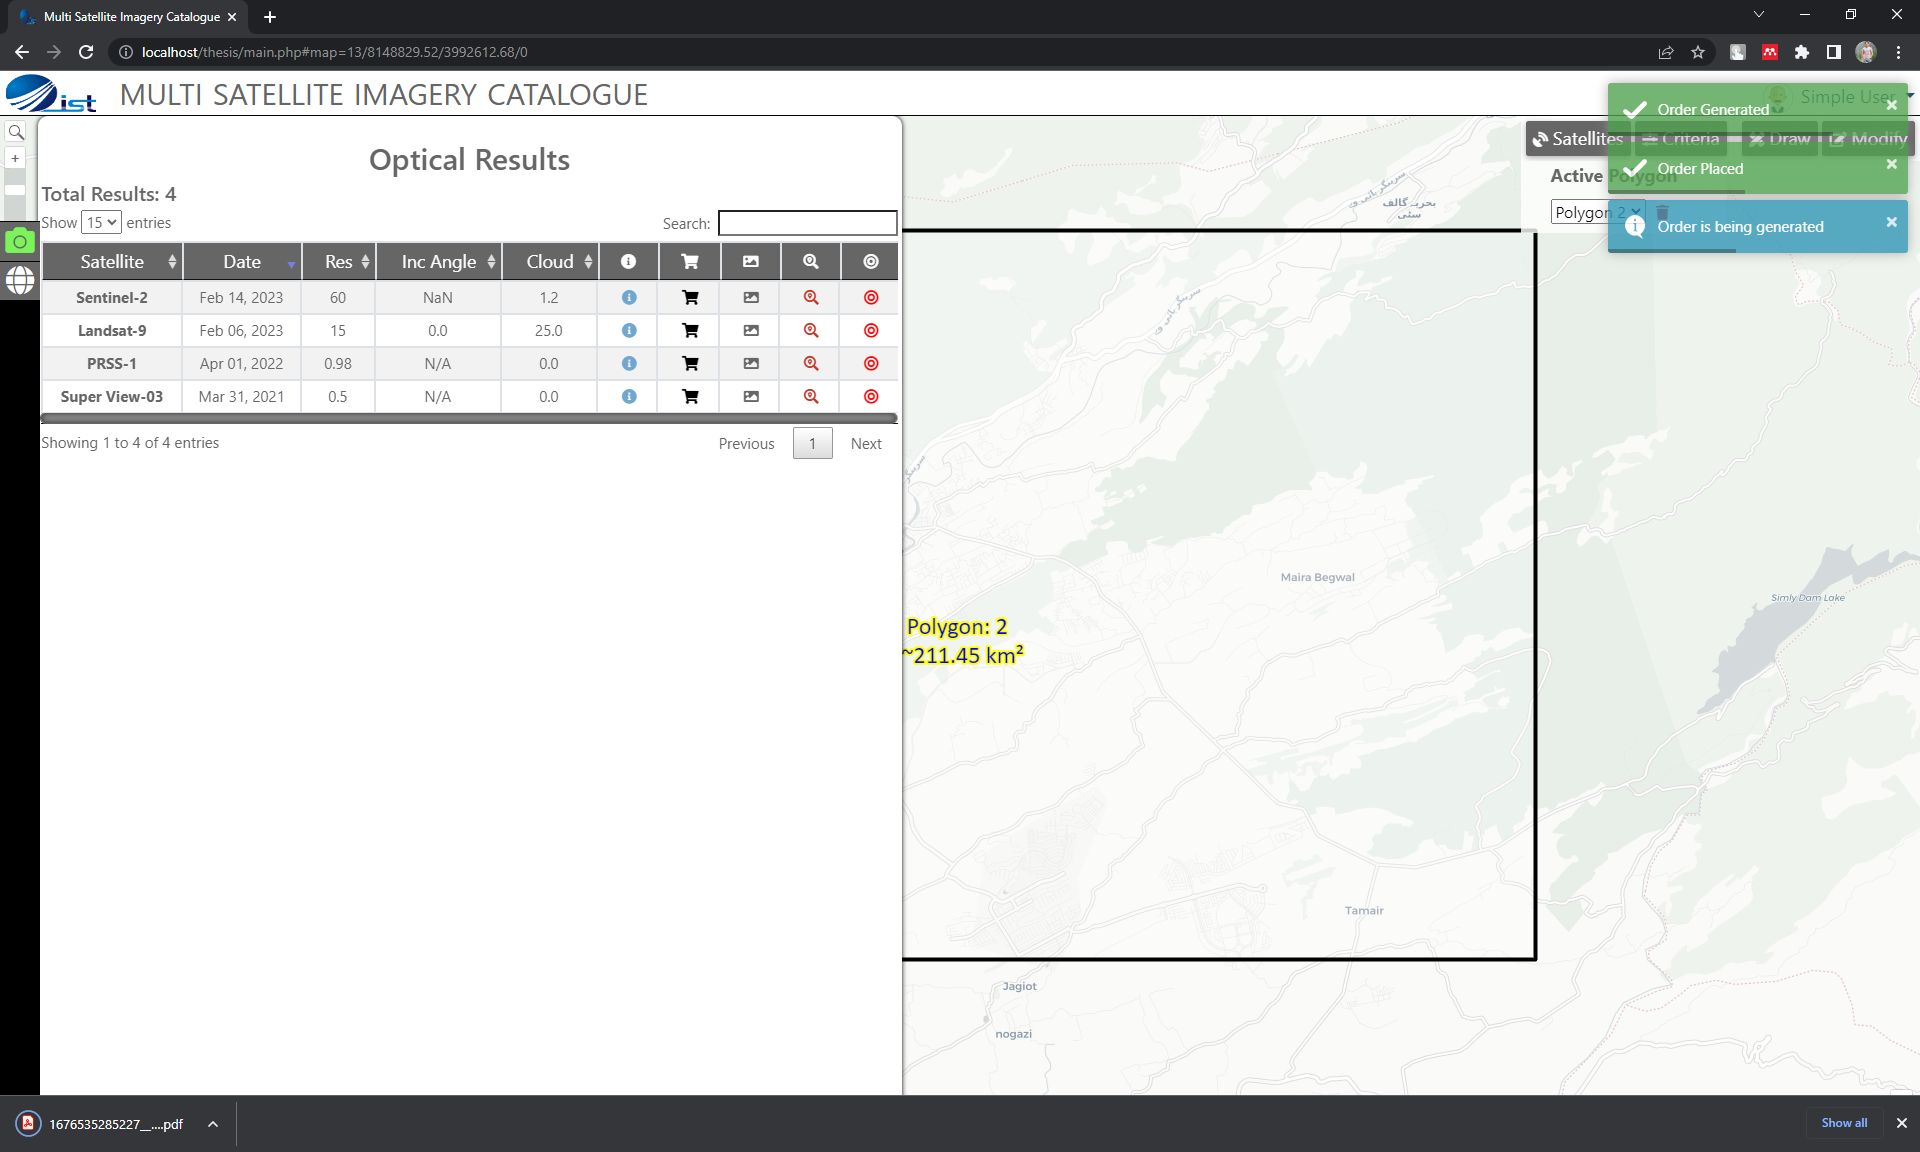 Multi Satellite Imagery Catalogue
localhost/thesis/main.php#map=13/8148829.52/3992612.68/0
ist
MULTI SATELLITE IMAGERY CATALOGUE
Simple User
Order Generated
Satellites
Criteria
Draw
Modify
Order Placed
Active Polygon
Polygon 2
Order is being generated
Optical Results
Total Results: 4
Show 15 entries
Search:
Satellite Date Res Inc Angle Cloud
Sentinel-2 Feb 14, 2023 60 NaN 1.2
Landsat-9 Feb 06, 2023 15 0.0 25.0
PRSS-1 Apr 01, 2022 0.98 N/A 0.0
Super View-03 Mar 31, 2021 0.5 N/A 0.0
Showing 1 to 4 of 4 entries
Previous 1 Next
بحریہ گالف
سٹی
Maira Begwal
Simly Dam Lake
Polygon: 2
~211.45 km²
Tamair
Jagiot
nogazi
1676535285227__....pdf
Show all